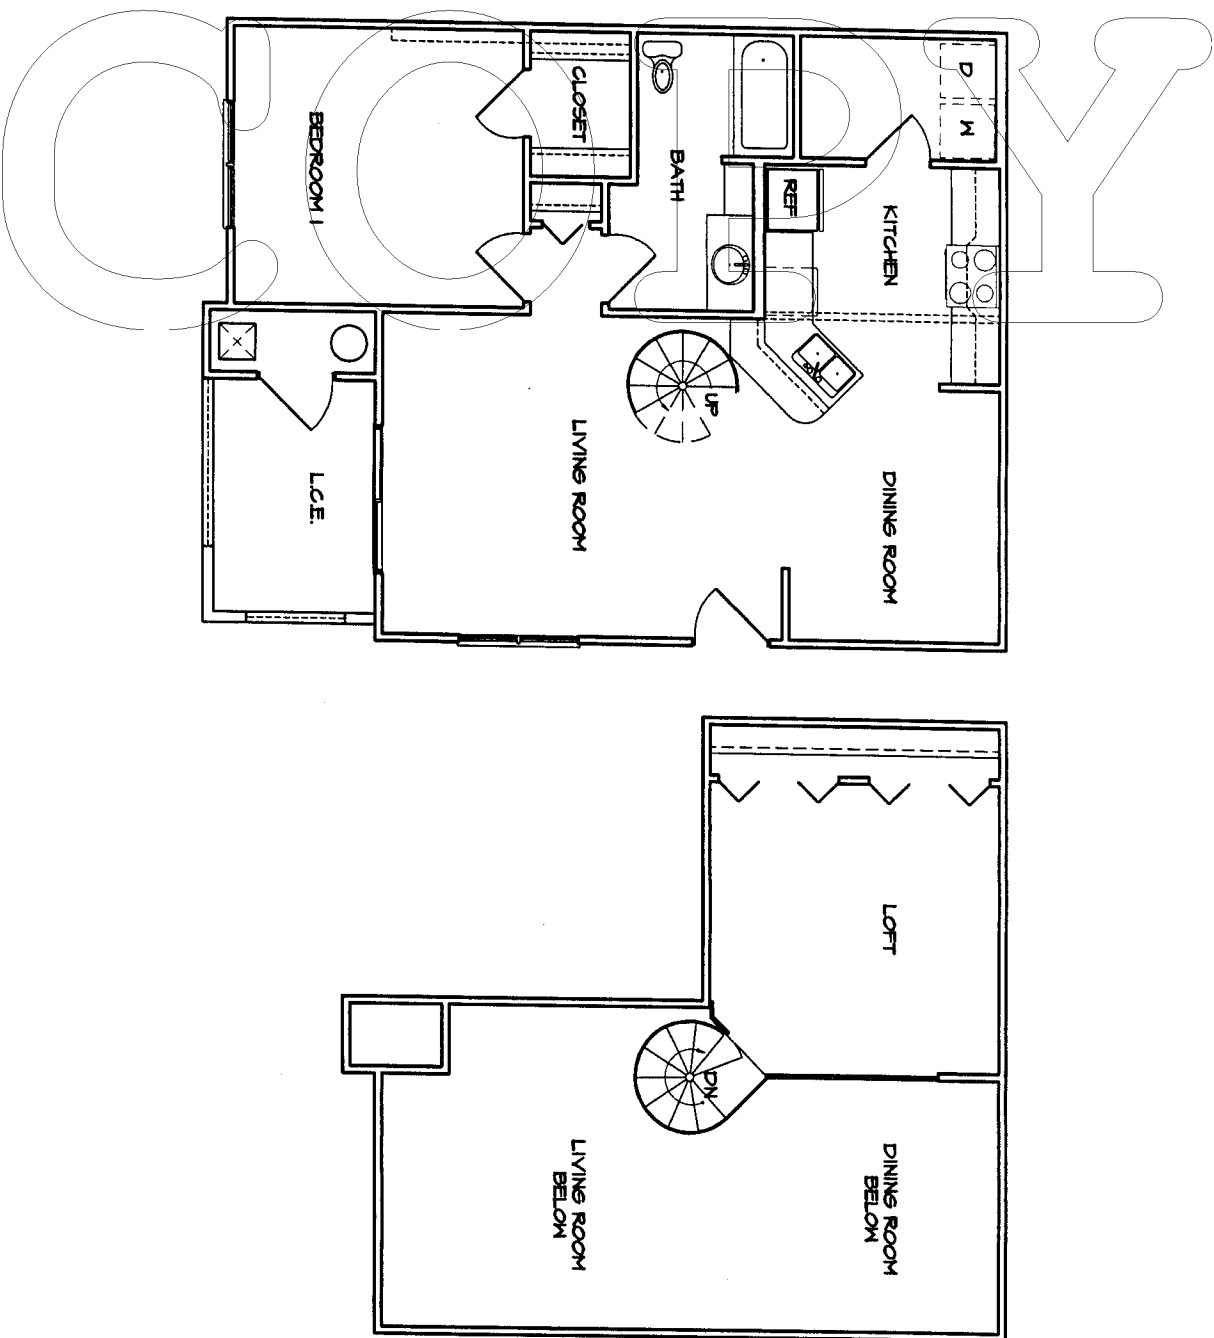 COPY
D
W
CLOSET
BEDROOM 1
BATH
REF
KITCHEN
UP
LIVING ROOM
L.C.E.
DINING ROOM
LOFT
DN
LIVING ROOM
BELOW
DINING ROOM
BELOW